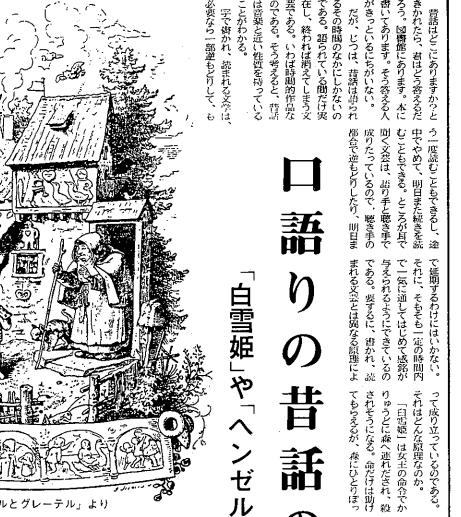 昔話はどこにありますかと
きかれたら、君はどう答えるだ
ろう。図書館にあります。本に
書いてあります。そう答える人
がきっといるにちがいない。
だが、じつは、昔話は語られ
るその時間のなかにしかないの
である。語られている間だけ実
在し、終われば消えてしまう文
芸である。いわば時間的作品な
のである。そう考えると、昔話
は音楽と近い性質を持っている
ことがわかる。
字で書かれ、読まれる文学は、
必要なら一部逆もどりして、も
う一度読むこともできるし、途
中でやめて、明日また続きを読
むこともできる。ところが耳で
聞く文芸は、語り手と聴き手で
成りたっているので、聴き手の
都合で逆もどりしたり、明日ま
で延期するわけにはいかない。
それに、そもそも一定の時間内
で一気に通してはじめて感銘が
与えられるようにできているの
である。要するに、書かれ、読
まれる文芸とは異なる原理によ
って成り立っているのである。
それはどんな原理なのか。
「白雪姫」は女王の命令でか
りゅうどに森へ連れだされ、殺
されそうになる。命だけは助け
てもらえるが、森にひとりぼっ
口語りの昔話の
「白雪姫」や「ヘンゼル
ルとグレーテル」より